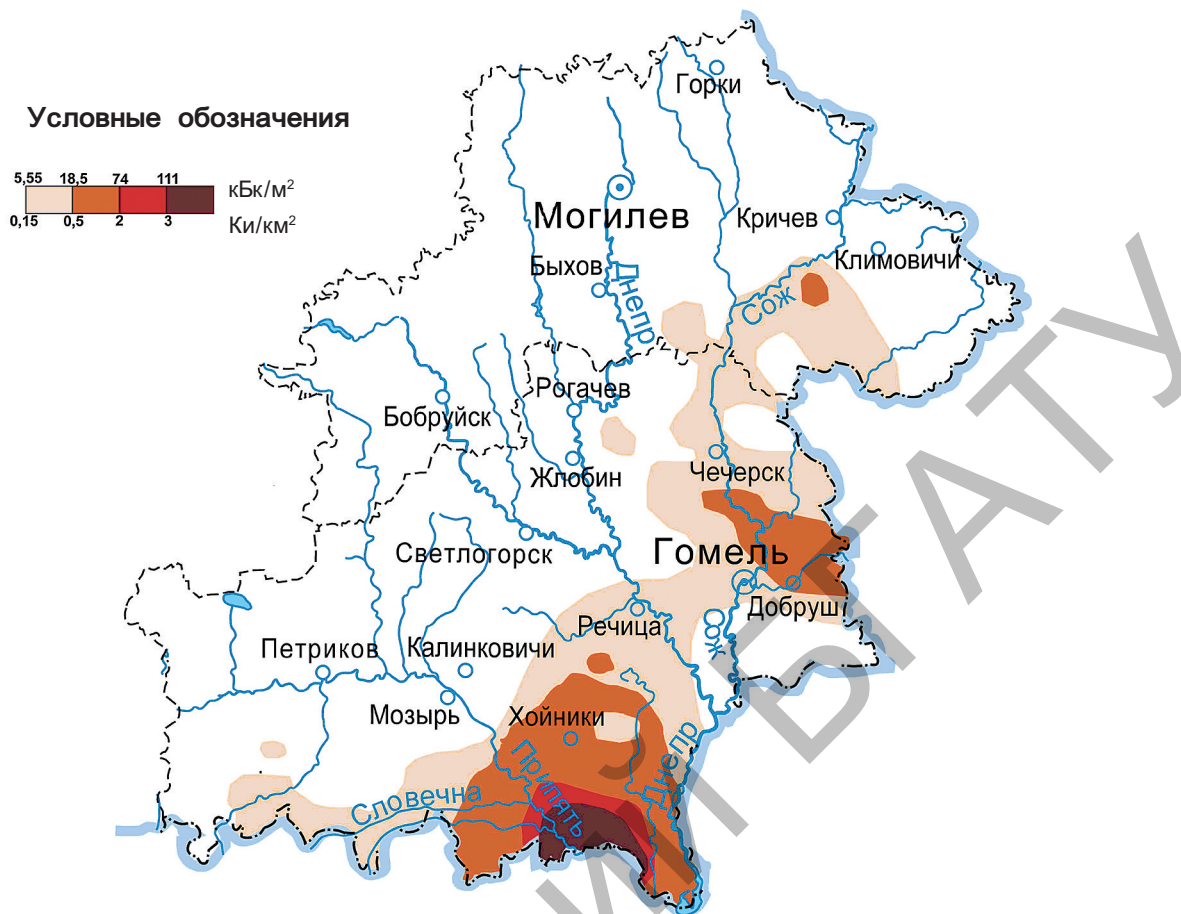 Условные обозначения
5,55 18,5 74 111
кБк/м²
0,15 0,5 2 3
Ки/км²
Горки
Могилев
Кричев
Климовичи
Быхов
Днепр
Сож
Рогачев
Бобруйск
Жлобин
Чечерск
Светлогорск
Гомель
Добруш
Речица
Сож
Петриков
Калинковичи
Мозырь
Хойники
Припять
Днепр
Словечна
И БГАТУ